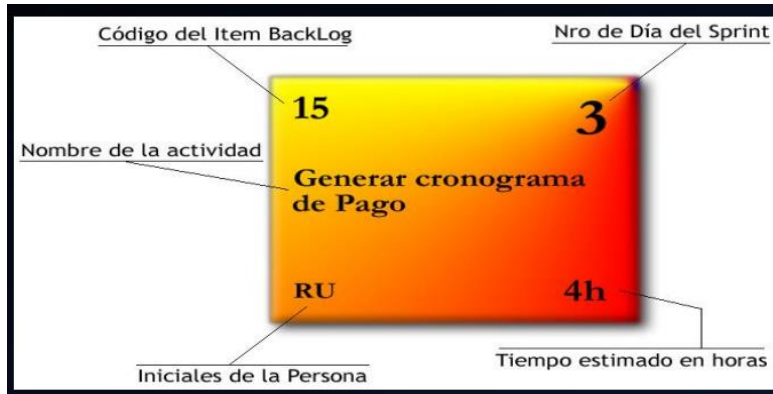 Código del Item BackLog
Nro de Día del Sprint
15
3
Nombre de la actividad
Generar cronograma
de Pago
RU
4h
Iniciales de la Persona
Tiempo estimado en horas